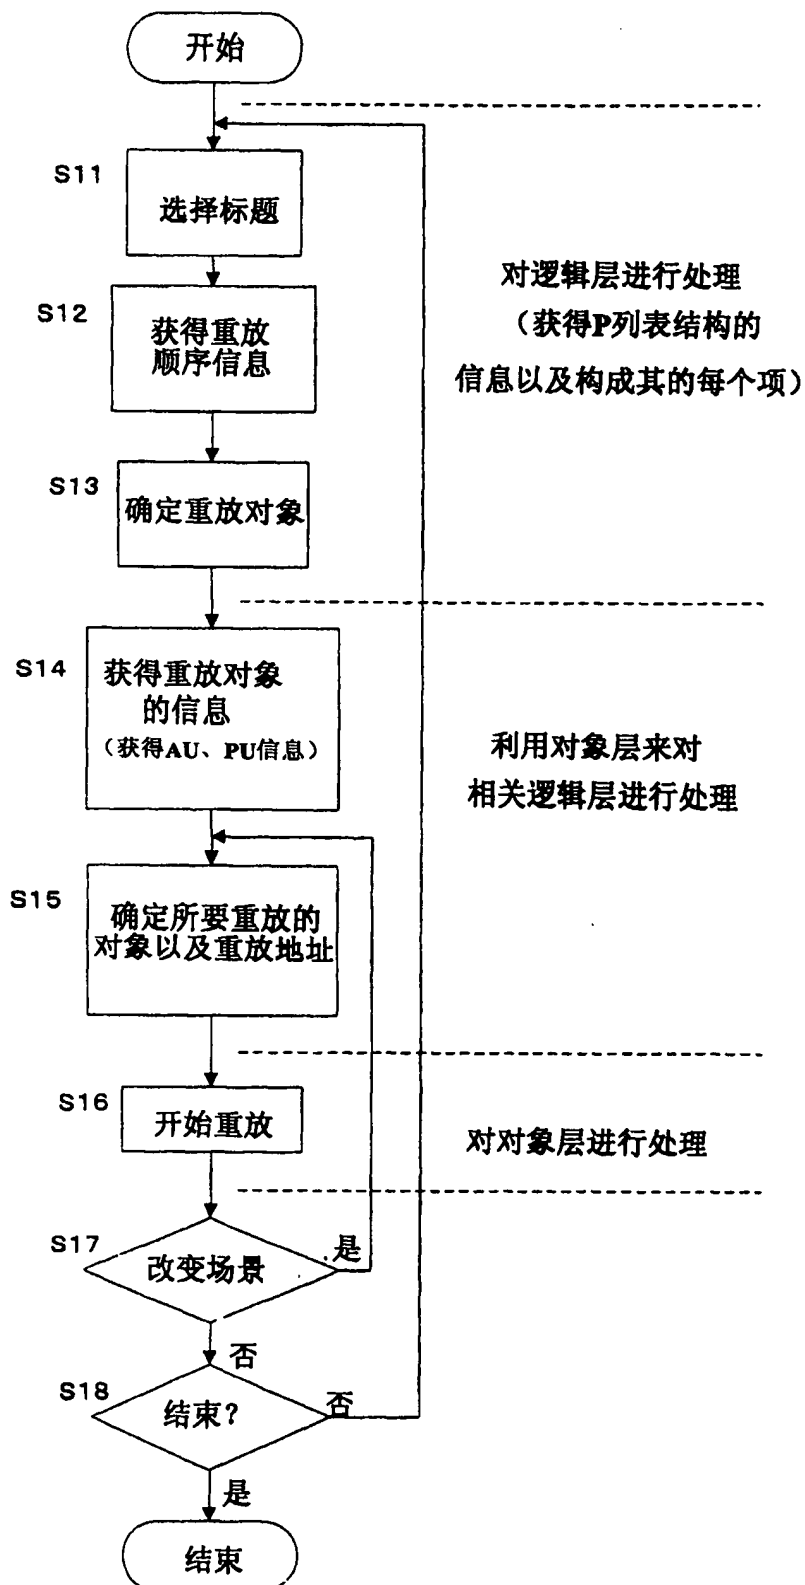 开始
S11
选择标题
对逻辑层进行处理
（获得P列表结构的
信息以及构成其的每个项）
S12
获得重放
顺序信息
S13
确定重放对象
S14
获得重放对象
的信息
（获得AU、PU信息）
利用对象层来对
相关逻辑层进行处理
S15
确定所要重放的
对象以及重放地址
S16
开始重放
对对象层进行处理
S17
改变场景
是
否
S18
结束？
否
是
结束